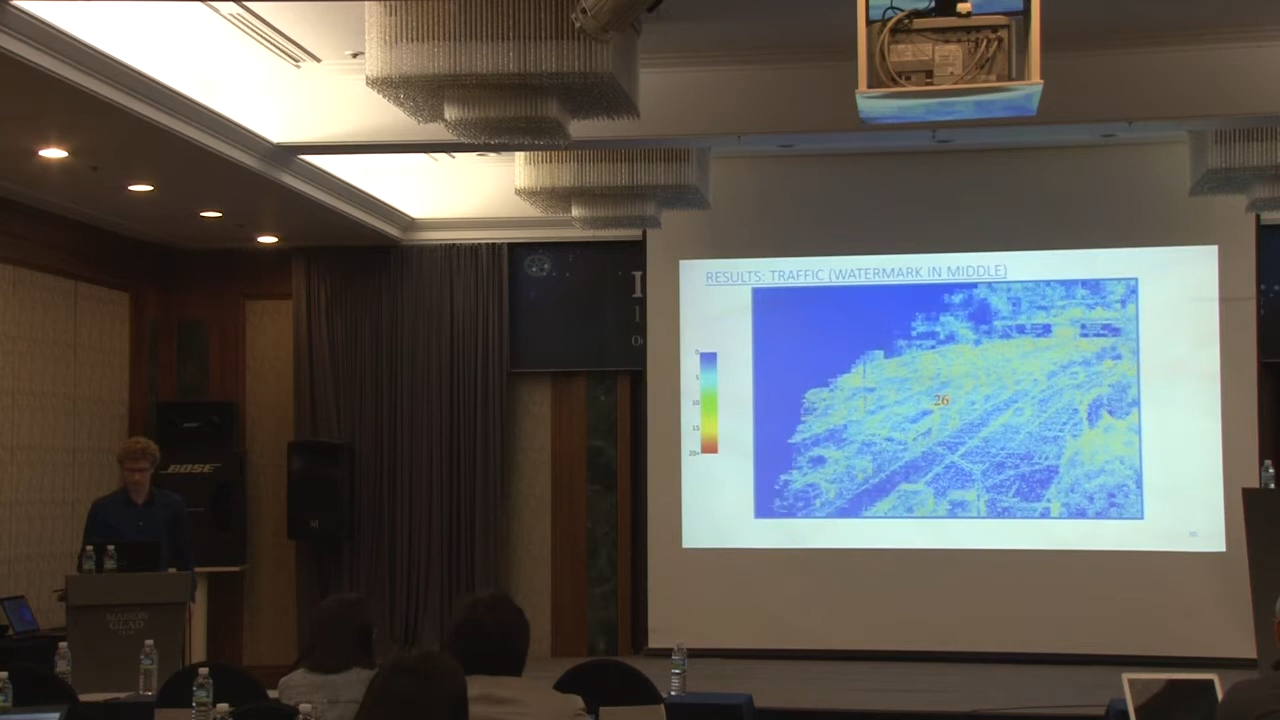 RESULTS: TRAFFIC (WATERMARK IN MIDDLE)
0
5
10
15
20+
26
BOSE
MAISON
GLAD